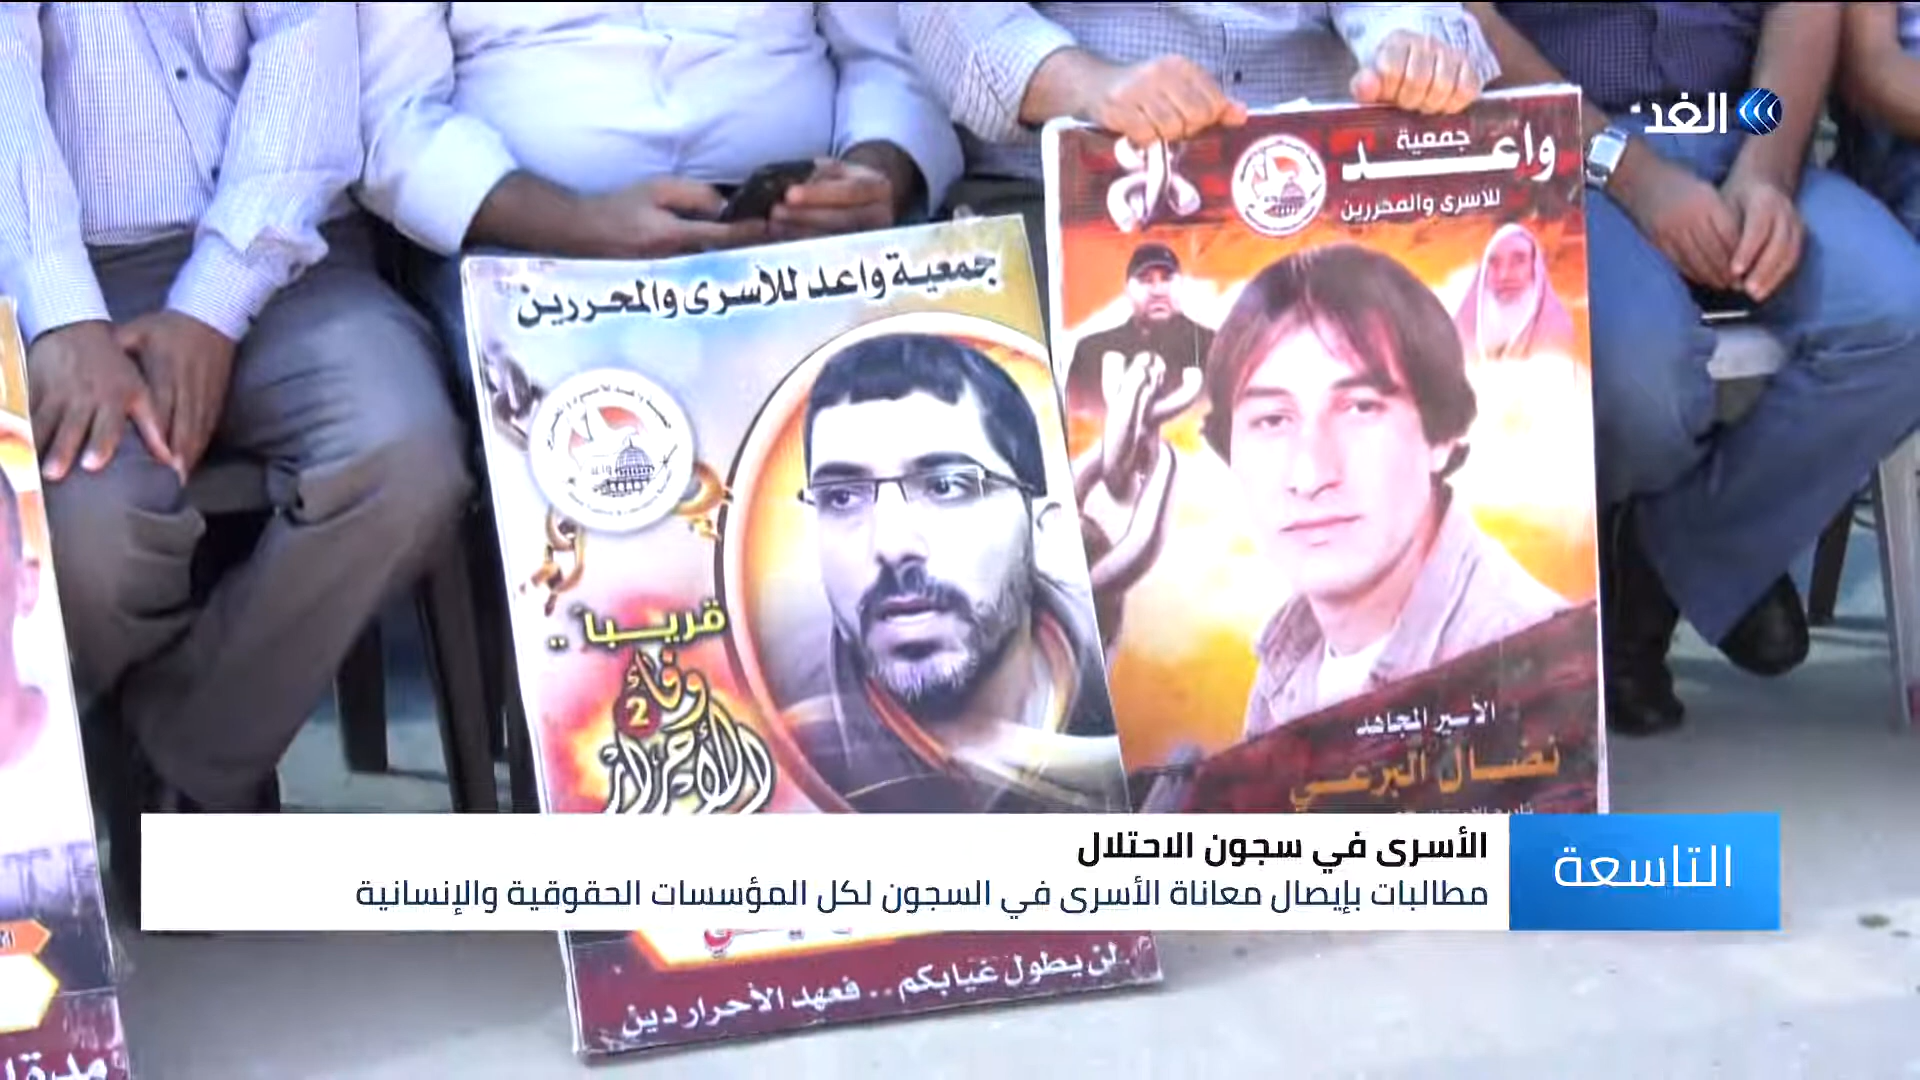 الغد
جمعية
واعد
للأسرى والمحررين
جمعية واعد للأسرى والمحررين
قريباً ..
وفاء
2
الأحرار
الأسير المجاهد
نضال البرعي
التاسعة
الأسرى في سجون الاحتلال
مطالبات بإيصال معاناة الأسرى في السجون لكل المؤسسات الحقوقية والإنسانية
لن يطول غيابكم .. فعهد الأحرار دين